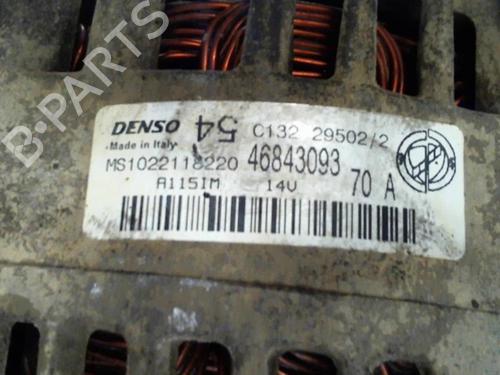 DENSO 54 C132 29502/2
Made in Italy
MS1022118220 46843093
A115IM 14V 70 A
B-PARTS